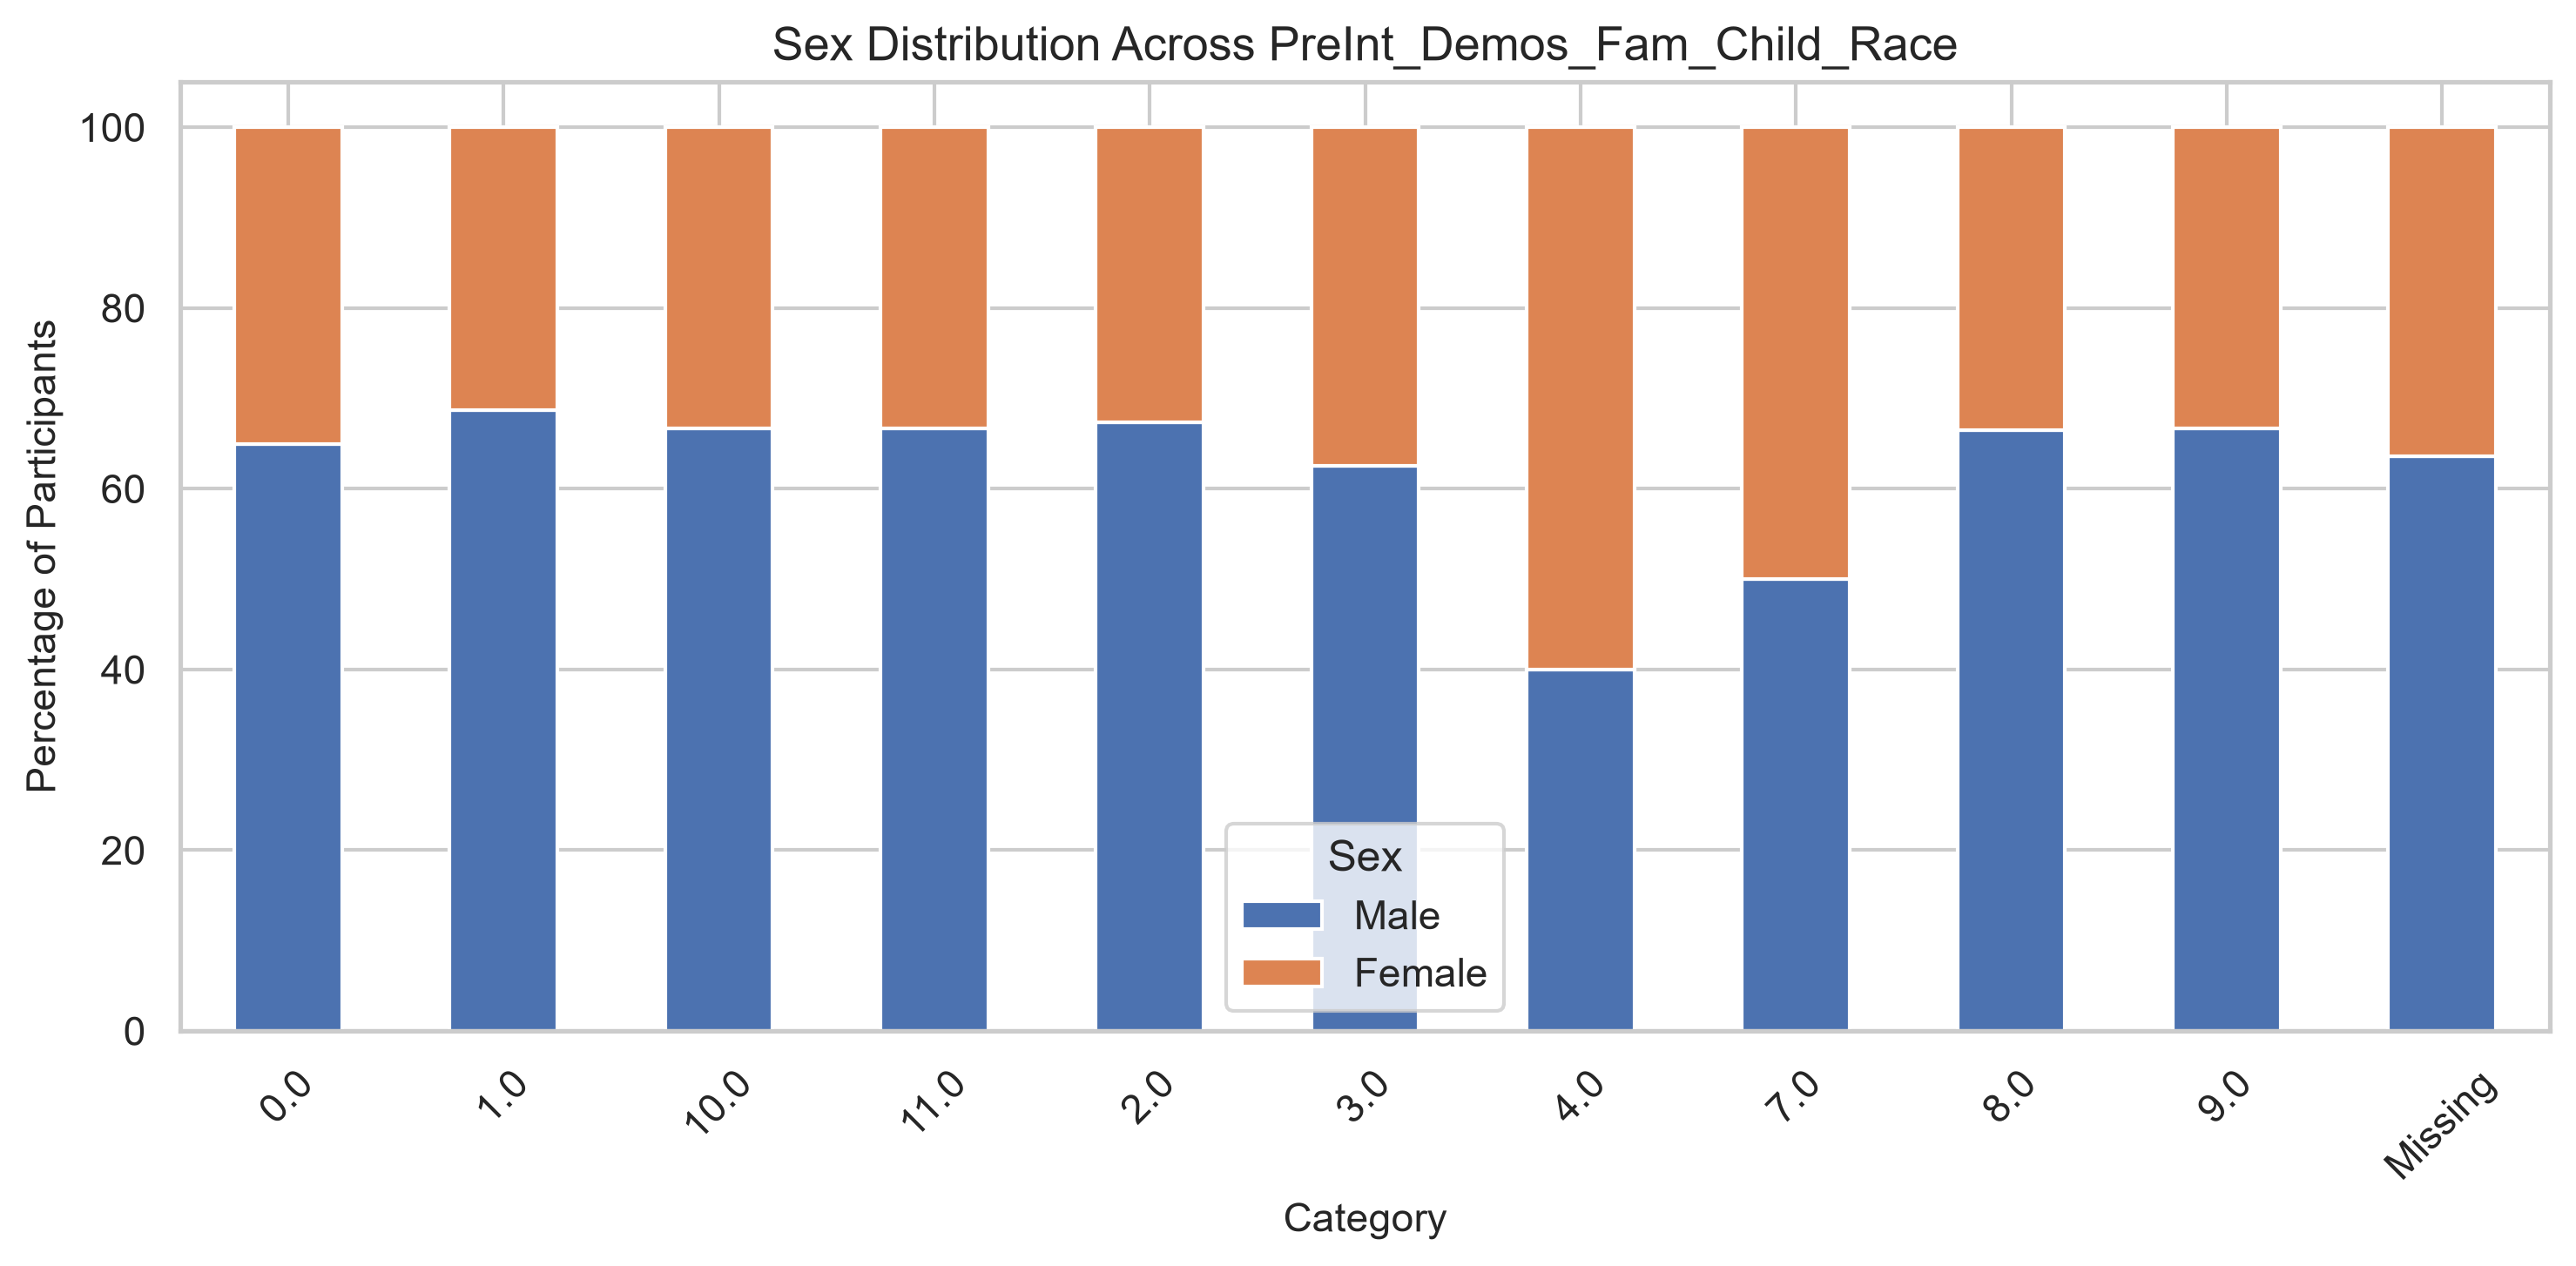 Sex Distribution Across PreInt_Demos_Fam_Child_Race
Percentage of Participants
100
80
60
40
20
0
Sex
Male
Female
0.0
1.0
10.0
11.0
2.0
3.0
4.0
7.0
8.0
9.0
Missing
Category